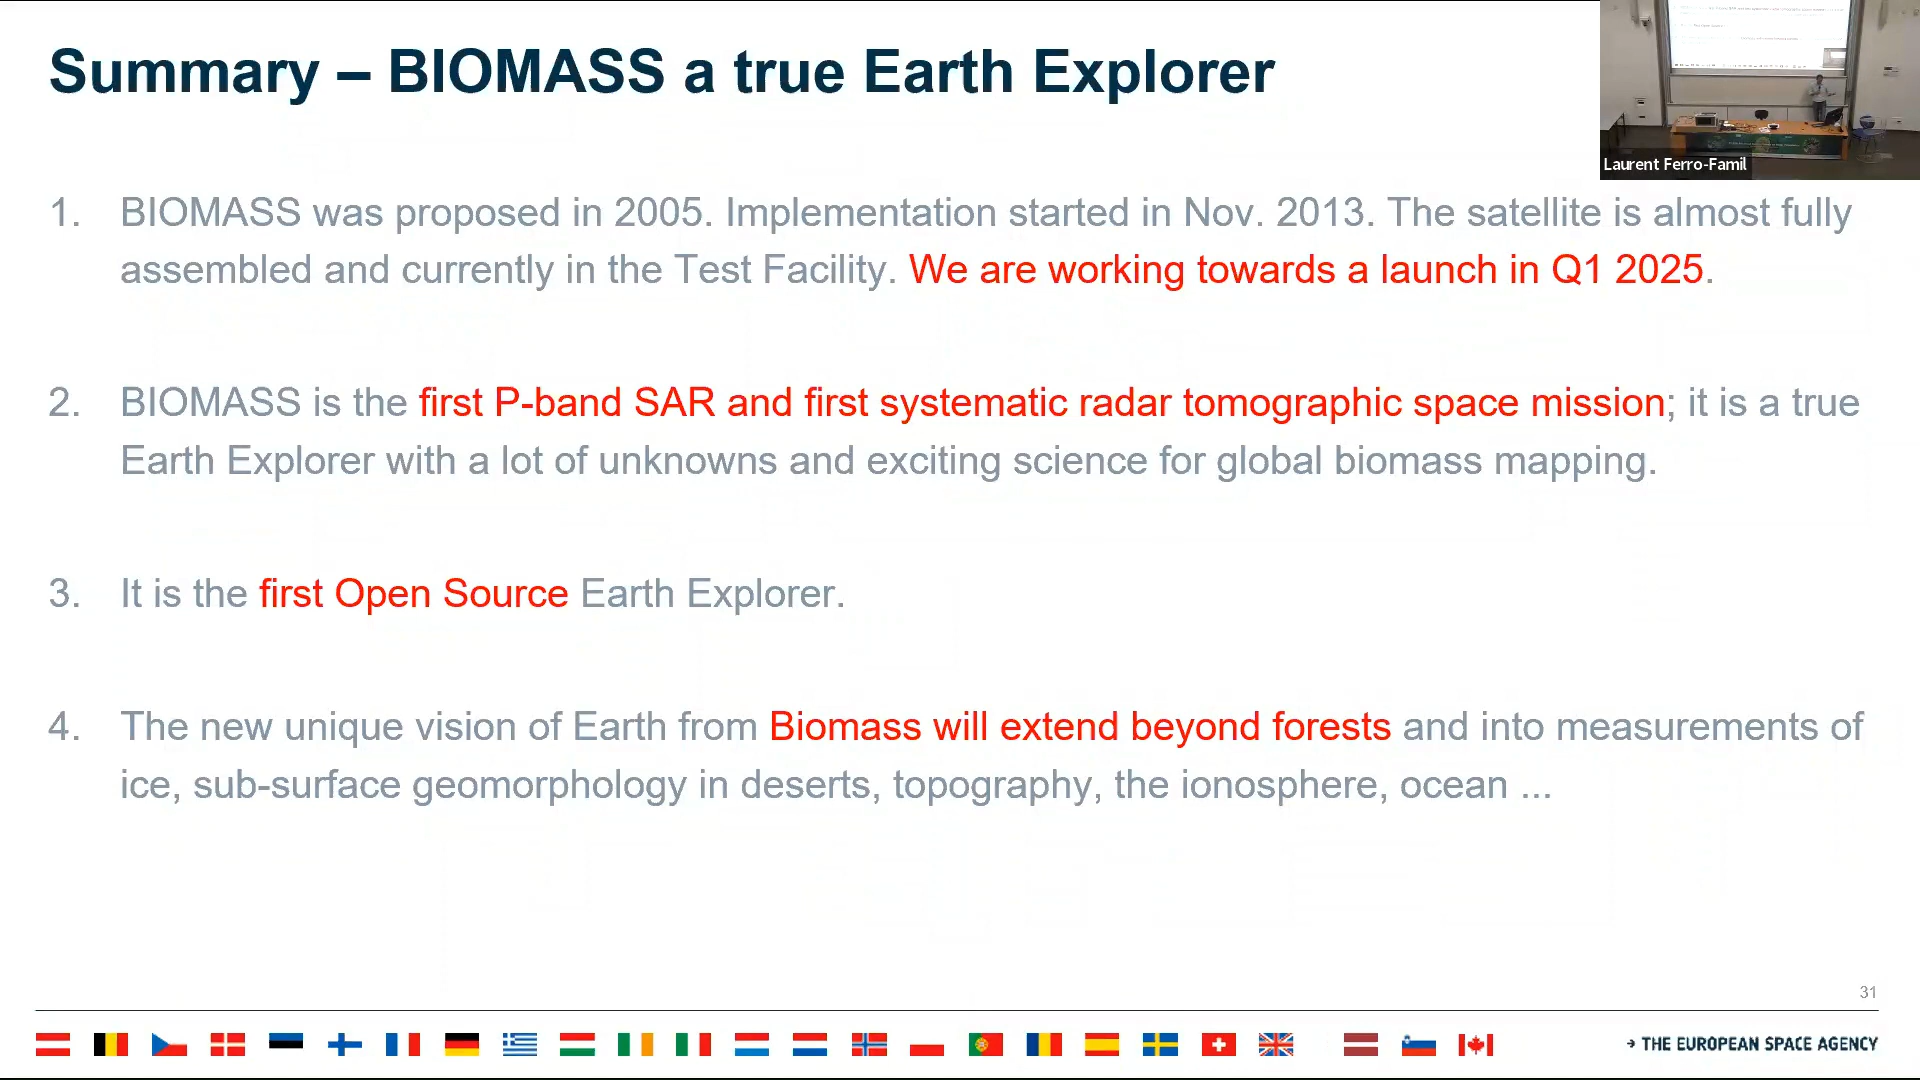 Summary – BIOMASS a true Earth Explorer
Laurent Ferro-Famil
1. BIOMASS was proposed in 2005. Implementation started in Nov. 2013. The satellite is almost fully
assembled and currently in the Test Facility. We are working towards a launch in Q1 2025.
2. BIOMASS is the first P-band SAR and first systematic radar tomographic space mission; it is a true
Earth Explorer with a lot of unknowns and exciting science for global biomass mapping.
3. It is the first Open Source Earth Explorer.
4. The new unique vision of Earth from Biomass will extend beyond forests and into measurements of
ice, sub-surface geomorphology in deserts, topography, the ionosphere, ocean ...
31
→ THE EUROPEAN SPACE AGENCY